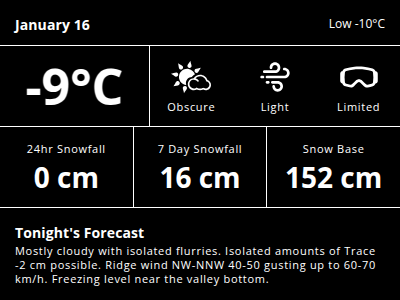 January 16
Low -10°C
-9°C
Obscure
Light
Limited
24hr Snowfall
7 Day Snowfall
Snow Base
0 cm
16 cm
152 cm
Tonight's Forecast
Mostly cloudy with isolated flurries. Isolated amounts of Trace
-2 cm possible. Ridge wind NW-NNW 40-50 gusting up to 60-70
km/h. Freezing level near the valley bottom.